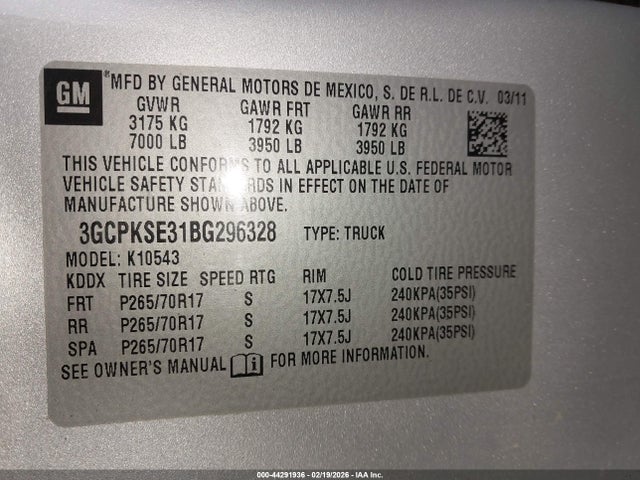 GM
*MFD BY GENERAL MOTORS DE MEXICO, S. DE R.L. DE C.V. 03/11
GVWR GAWR FRT GAWR RR
3175 KG 1792 KG 1792 KG
7000 LB 3950 LB 3950 LB
THIS VEHICLE CONFORMS TO ALL APPLICABLE U.S. FEDERAL MOTOR
VEHICLE SAFETY STANDARDS IN EFFECT ON THE DATE OF
MANUFACTURE SHOWN ABOVE.
3GCPKSE31BG296328 TYPE: TRUCK
MODEL: K10543
KDDX TIRE SIZE SPEED RTG RIM COLD TIRE PRESSURE
FRT P265/70R17 S 17X7.5J 240KPA(35PSI)
RR P265/70R17 S 17X7.5J 240KPA(35PSI)
SPA P265/70R17 S 17X7.5J 240KPA(35PSI)
SEE OWNER'S MANUAL i FOR MORE INFORMATION.
000-44291936 - 02/19/2026 - IAA Inc.